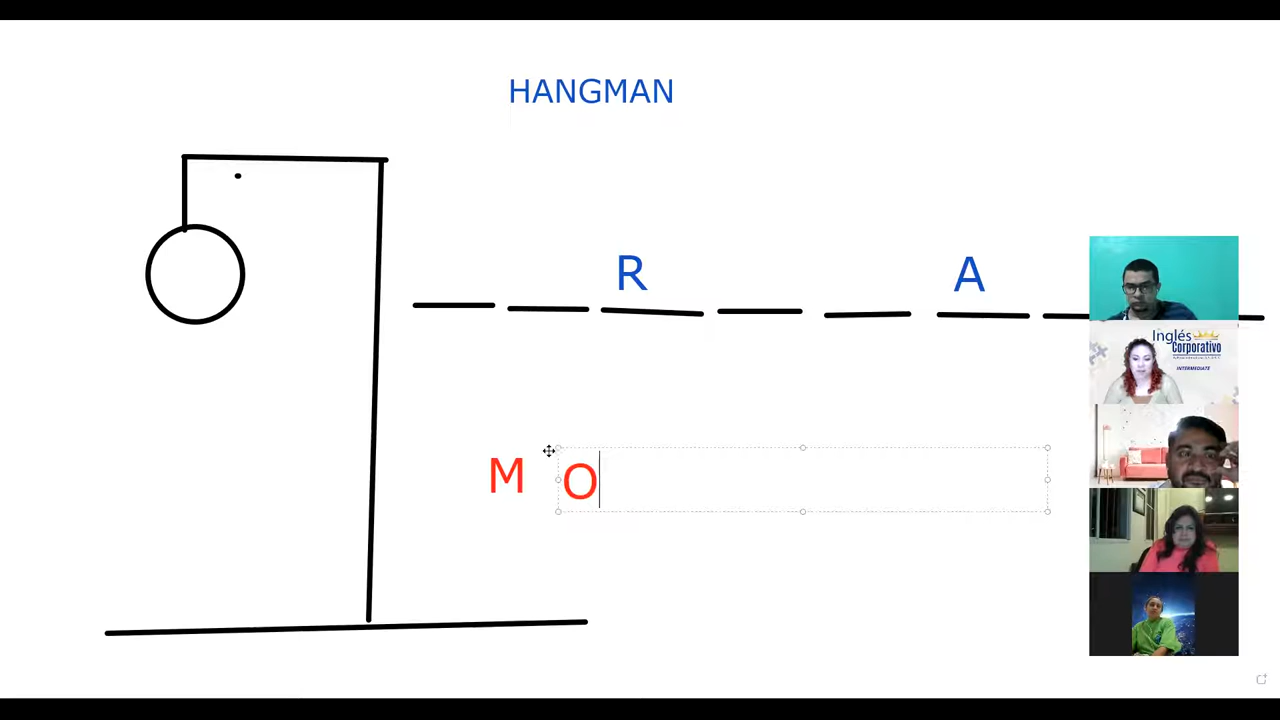 HANGMAN
R A
Inglés
Corporativo
INTERMEDIATE
M O